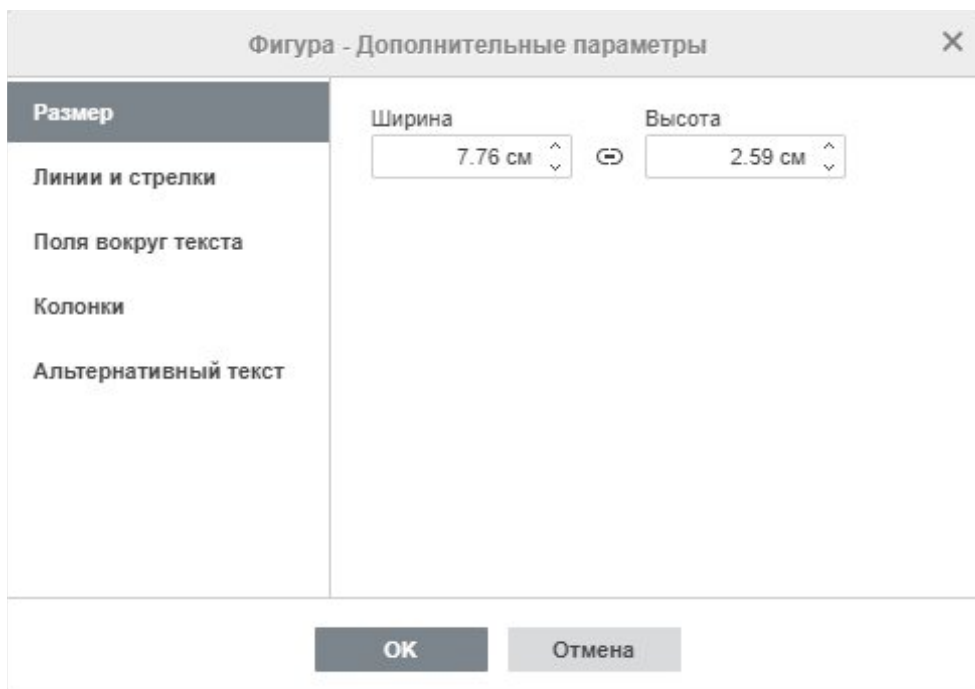 Фигура - Дополнительные параметры
Размер
Линии и стрелки
Поля вокруг текста
Колонки
Альтернативный текст
Ширина Высота
7.76 см 2.59 см
OK Отмена